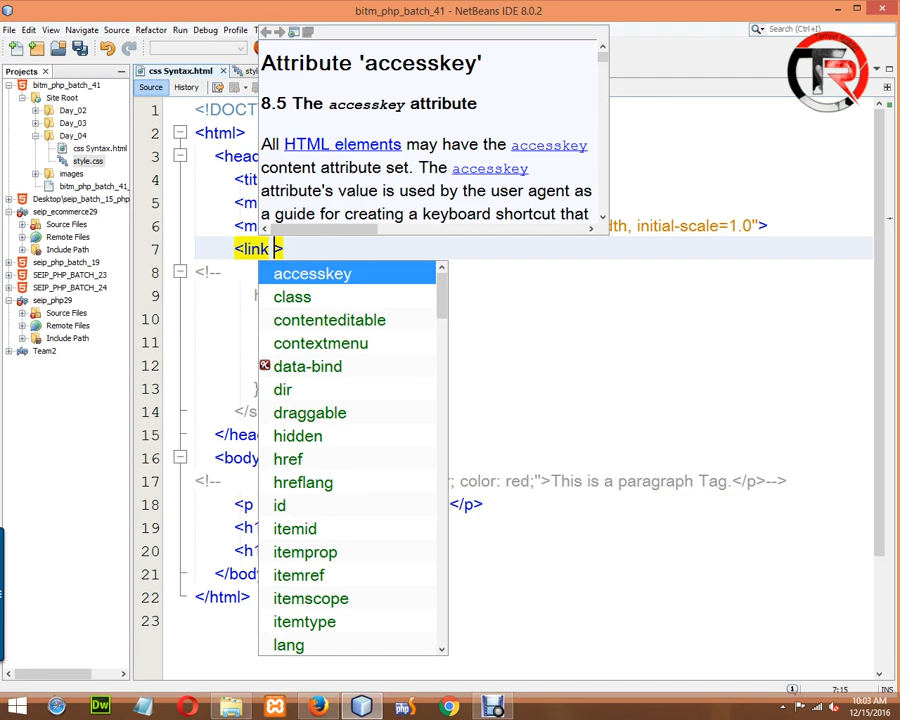 bitm_php_batch_41 - NetBeans IDE 8.0.2
File Edit View Navigate Source Refactor Run Debug Profile
Search (Ctrl+I)
Projects
css Syntax.html
Source History
bitm_php_batch_41
Site Root
Day_02
Day_03
Day_04
css Syntax.html
style.css
images
bitm_php_batch_41_
Desktop\seip_batch_15_php
seip_ecommerce29
Source Files
Remote Files
Include Path
seip_php_batch_19
SEIP_PHP_BATCH_23
SEIP_PHP_BATCH_24
seip_php29
Source Files
Remote Files
Include Path
Team2
Attribute 'accesskey'
8.5 The accesskey attribute
All HTML elements may have the accesskey
content attribute set. The accesskey
attribute's value is used by the user agent as
a guide for creating a keyboard shortcut that
TR
1 <!DOCT
2 <html>
3 <head
4 <tit
5 <m
6 <m dth, initial-scale=1.0">
7 <link >
8 <!--
9 h
10
11
12
13 }
14 </s
15 </hea
16 <body
17 <!-- r; color: red;">This is a paragraph Tag.</p>-->
18 <p </p>
19 <h1
20 <h1
21 </body
22 </html>
23
accesskey
class
contenteditable
contextmenu
data-bind
dir
draggable
hidden
href
hreflang
id
itemid
itemprop
itemref
itemscope
itemtype
lang
1 7:15 INS
Dw
php
10:03 AM
12/15/2016